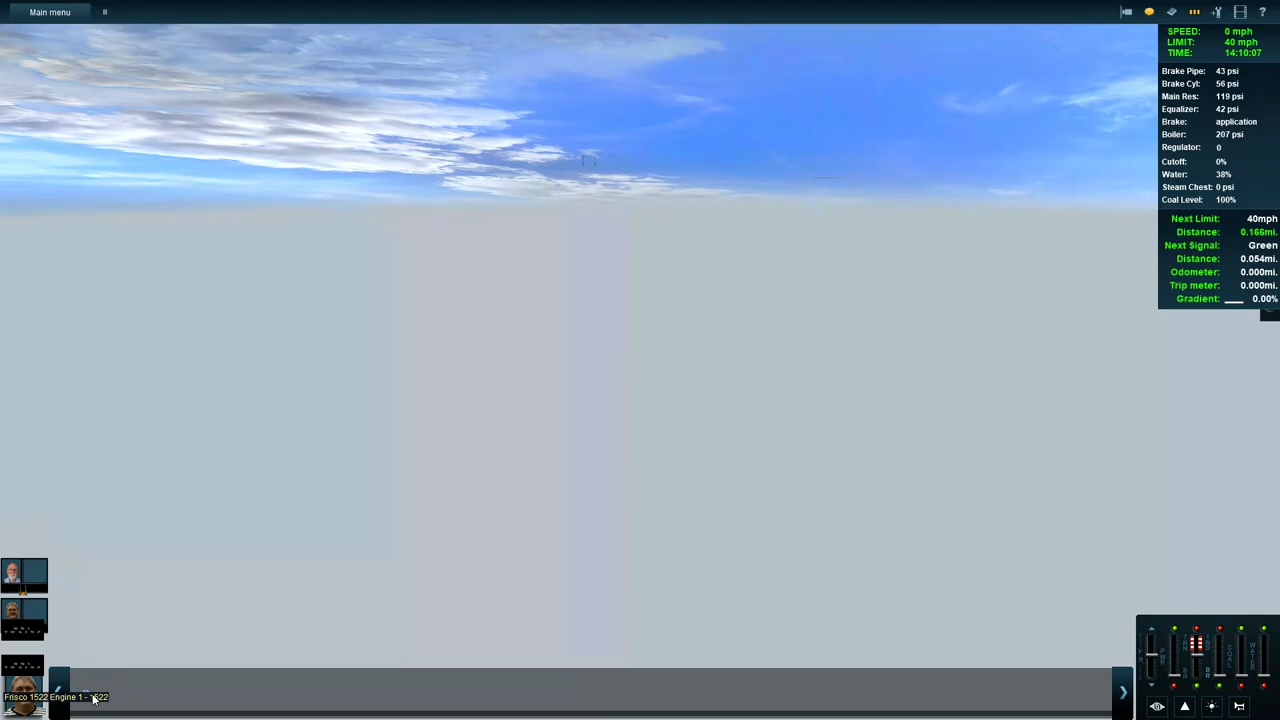 Main menu
SPEED: 0 mph
LIMIT: 40 mph
TIME: 14:10:07
Brake Pipe: 43 psi
Brake Cyl: 56 psi
Main Res: 119 psi
Equalizer: 42 psi
Brake: application
Boiler: 207 psi
Regulator: 0
Cutoff: 0%
Water: 38%
Steam Chest: 0 psi
Coal Level: 100%
Next Limit: 40mph
Distance: 0.166mi.
Next Signal: Green
Distance: 0.054mi.
Odometer: 0.000mi.
Trip meter: 0.000mi.
Gradient: 0.00%
Frisco 1522 Engine 1 - 1522
COAL
WATER